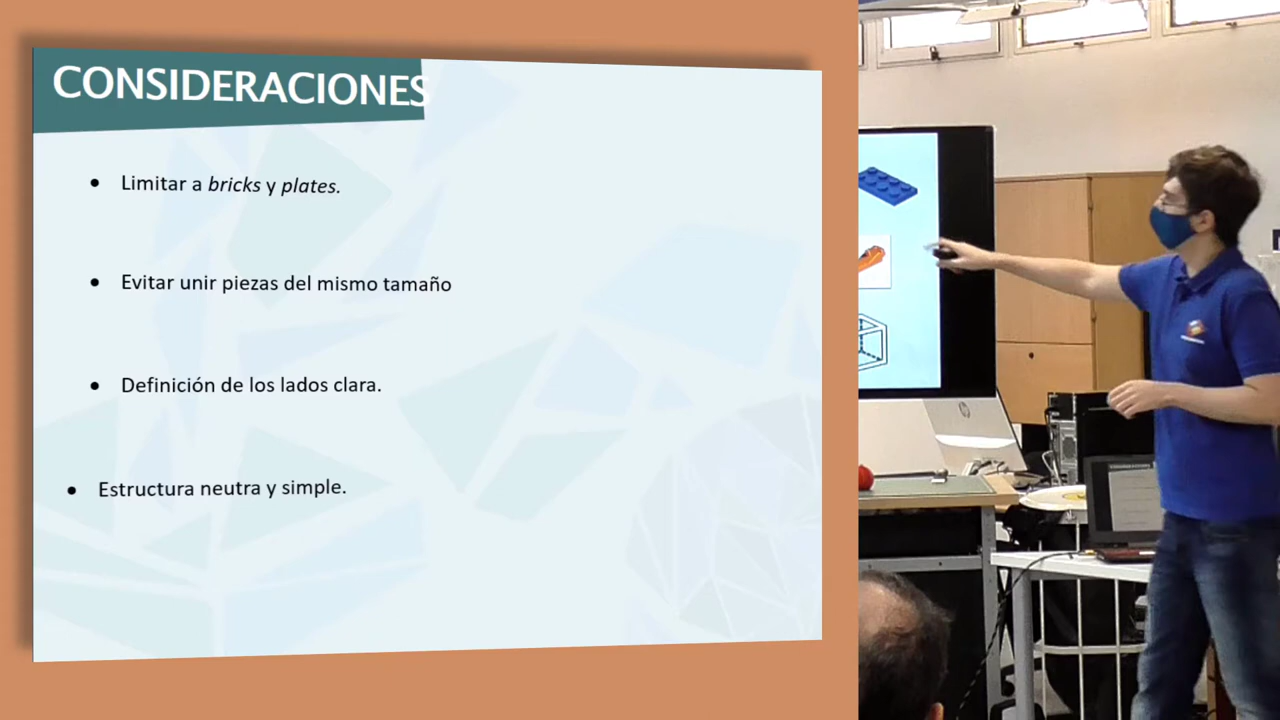 CONSIDERACIONES
• Limitar a bricks y plates.
• Evitar unir piezas del mismo tamaño
• Definición de los lados clara.
• Estructura neutra y simple.